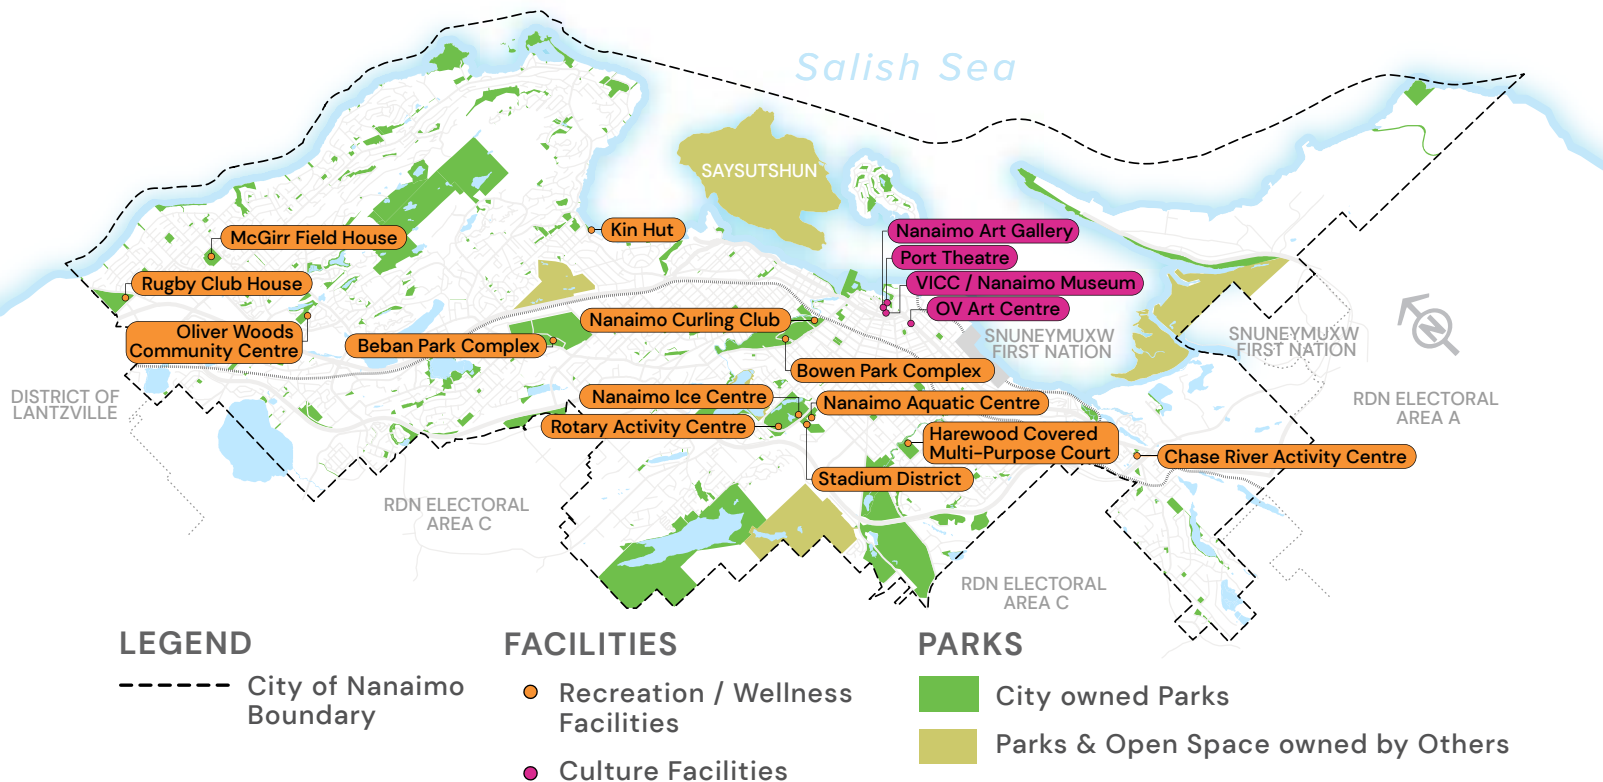 Salish Sea
SAYSUTSHUN
Kin Hut
McGirr Field House
Rugby Club House
Oliver Woods
Community Centre
Beban Park Complex
Nanaimo Art Gallery
Port Theatre
VICC / Nanaimo Museum
OV Art Centre
Nanaimo Curling Club
Bowen Park Complex
SNUNEYMUXW
FIRST NATION
SNUNEYMUXW
FIRST NATION
N
DISTRICT OF
LANTZVILLE
Nanaimo Ice Centre
Nanaimo Aquatic Centre
Rotary Activity Centre
Harewood Covered
Multi-Purpose Court
Stadium District
Chase River Activity Centre
RDN ELECTORAL
AREA A
RDN ELECTORAL
AREA C
RDN ELECTORAL
AREA C
LEGEND
City of Nanaimo
Boundary
FACILITIES
Recreation / Wellness
Facilities
Culture Facilities
PARKS
City owned Parks
Parks & Open Space owned by Others